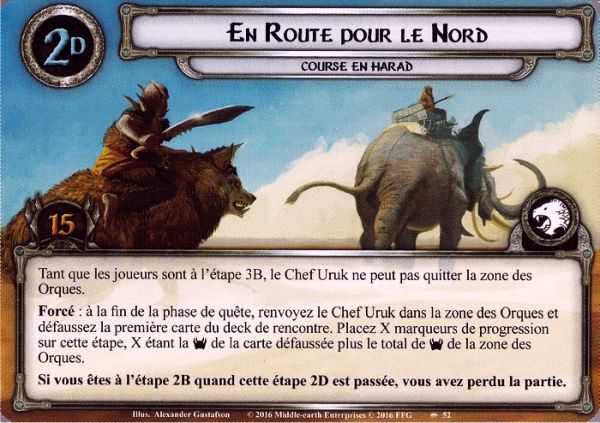 2D
En Route pour le Nord
Course en Harad
15
Tant que les joueurs sont à l'étape 3B, le Chef Uruk ne peut pas quitter la zone des
Orques.
Forcé : à la fin de la phase de quête, renvoyez le Chef Uruk dans la zone des Orques et
défaussez la première carte du deck de rencontre. Placez X marqueurs de progression
sur cette étape, X étant la de la carte défaussée plus le total de de la zone des
Orques.
Si vous êtes à l'étape 2B quand cette étape 2D est passée, vous avez perdu la partie.
Illus. Alexander Gustafson © 2016 Middle-earth Enterprises © 2016 FFG 52